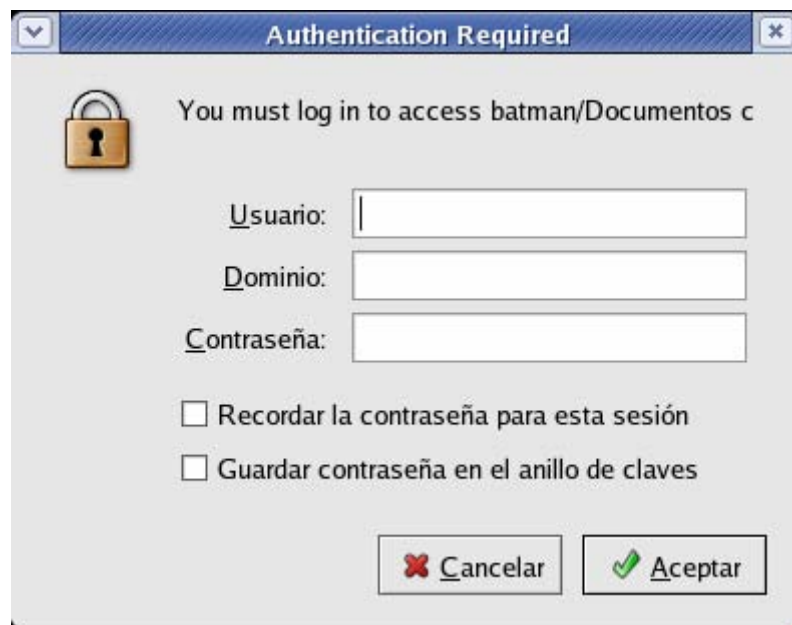 Authentication Required
You must log in to access batman/Documentos c
Usuario:
Dominio:
Contraseña:
Recordar la contraseña para esta sesión
Guardar contraseña en el anillo de claves
Cancelar
Aceptar